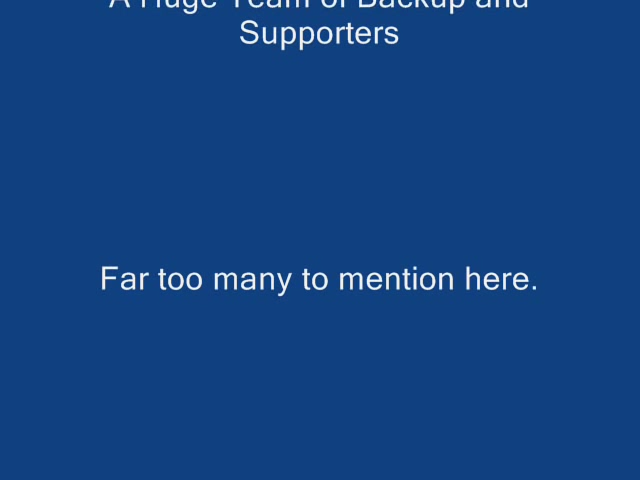 A Huge Team of Backup and
Supporters
Far too many to mention here.